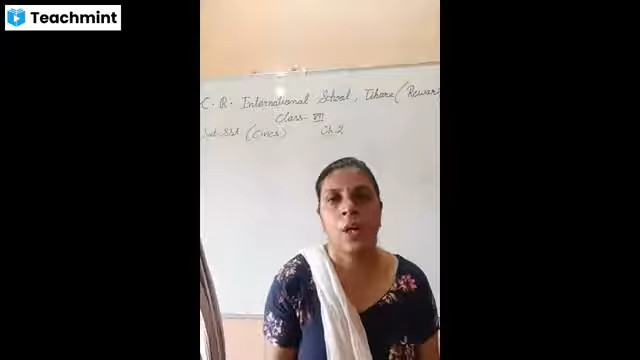 Teachmint
C. R. International School, Tihara (Rewari
Class- VII
Sub-SSt (Civics) Ch.2